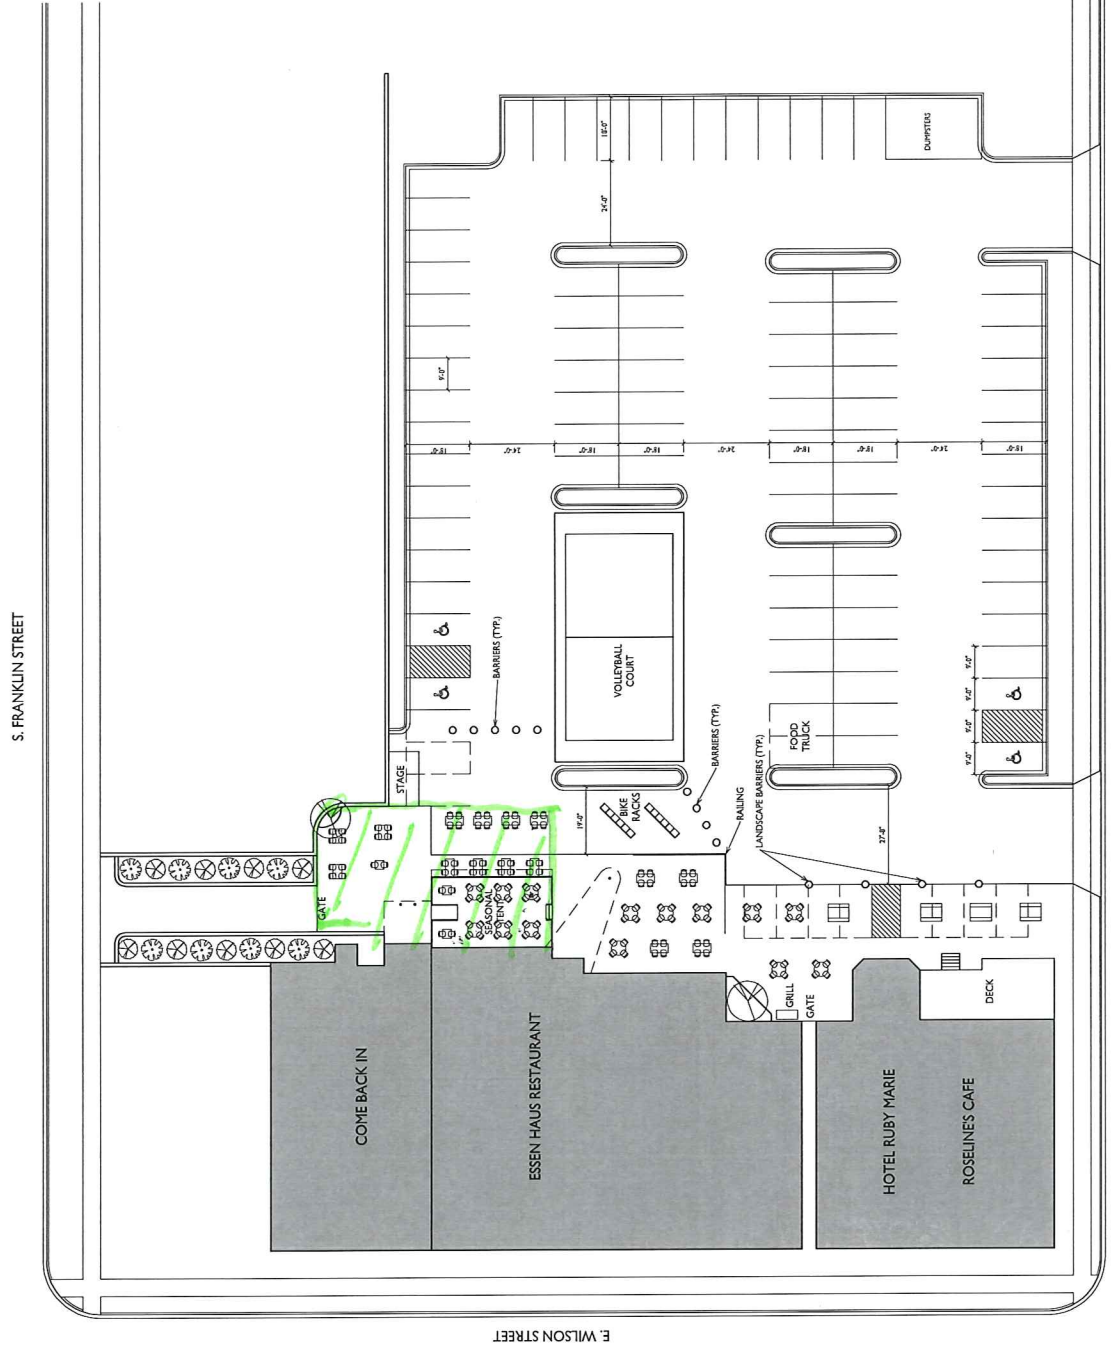 S. FRANKLIN STREET
18'-0"
DUMPSTERS
24'-0"
9'-0"
18'-0"
24'-0"
18'-0"
18'-0"
24'-0"
18'-0"
18'-0"
24'-0"
18'-0"
BARRIERS (TYP.)
VOLLEYBALL
COURT
9'-0"
9'-0"
9'-0"
9'-0"
FOOD
TRUCK
STAGE
BARRIERS (TYP.)
BIKE
RACKS
19'-0"
RAILING
LANDSCAPE BARRIERS (TYP.)
27'-8"
GATE
SEASONAL
TENT
GRILL
GATE
DECK
COME BACK IN
ESSEN HAUS RESTAURANT
HOTEL RUBY MARIE
ROSELINE'S CAFE
E. WILSON STREET